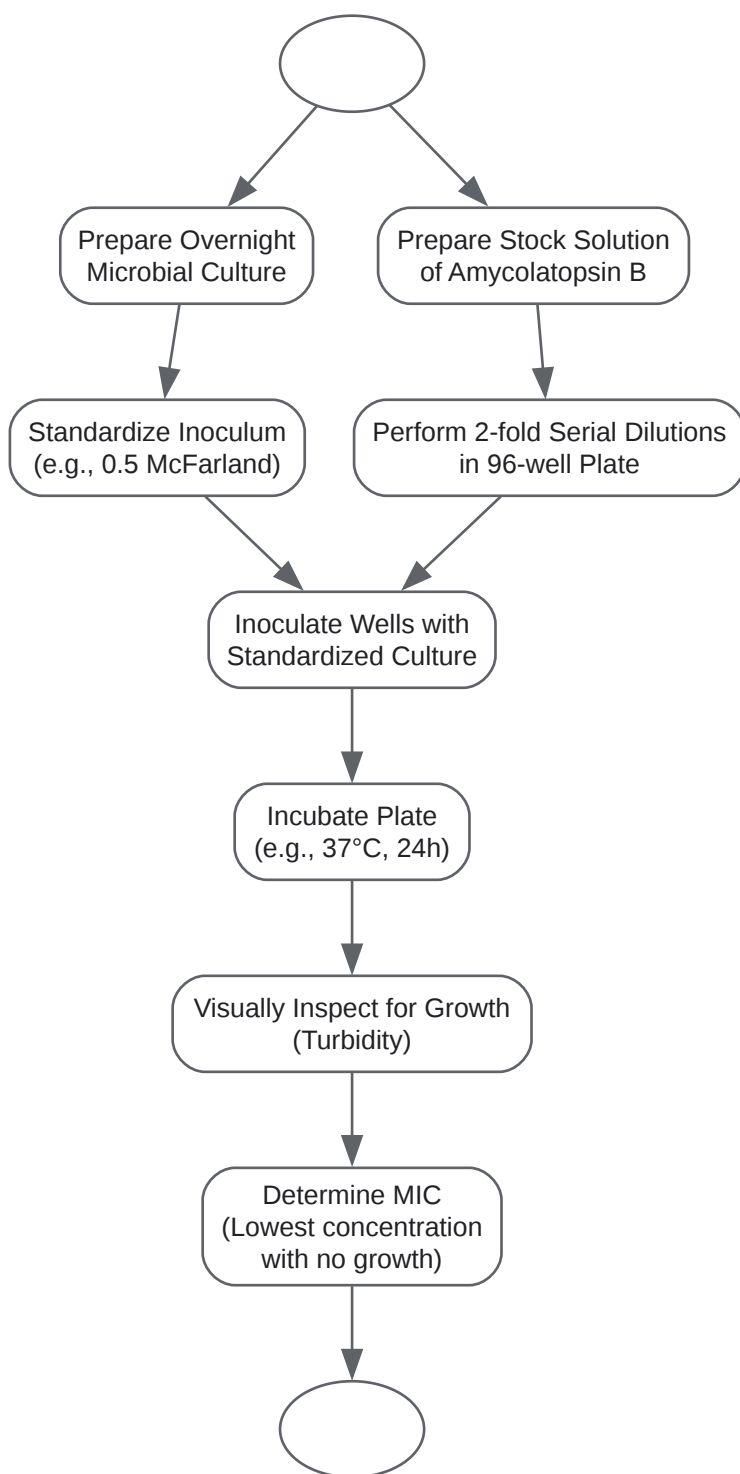 Prepare Overnight
Microbial Culture
Prepare Stock Solution
of Amycolatopsin B
Standardize Inoculum
(e.g., 0.5 McFarland)
Perform 2-fold Serial Dilutions
in 96-well Plate
Inoculate Wells with
Standardized Culture
Incubate Plate
(e.g., 37°C, 24h)
Visually Inspect for Growth
(Turbidity)
Determine MIC
(Lowest concentration
with no growth)